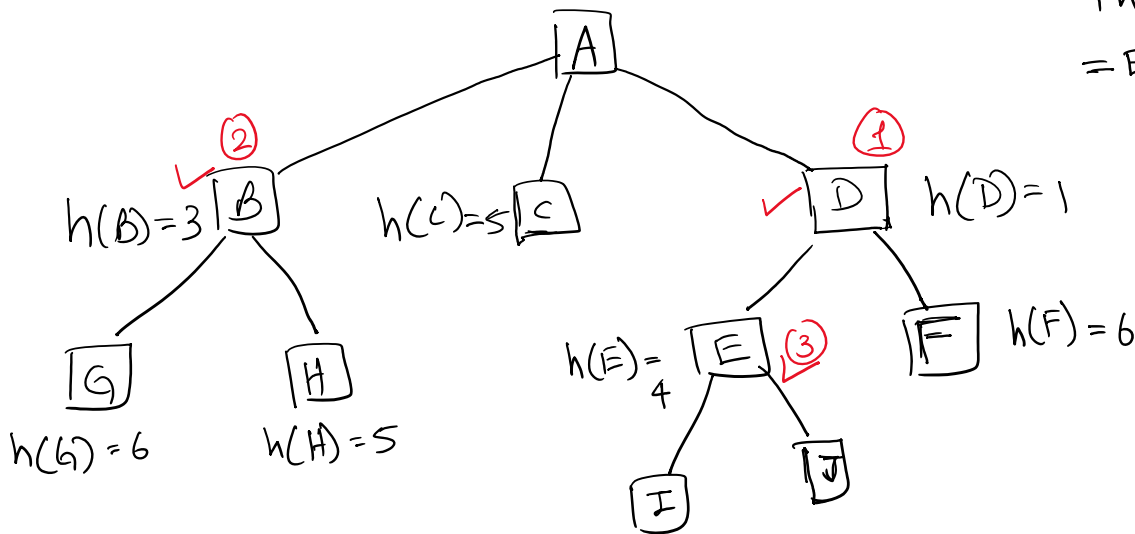 A
= E
2
1
B
h(B)=3
h(C)=5
C
D
h(D)=1
G
H
h(E)=
4
E
3
F
h(F)=6
h(G)=6
h(H)=5
I
J